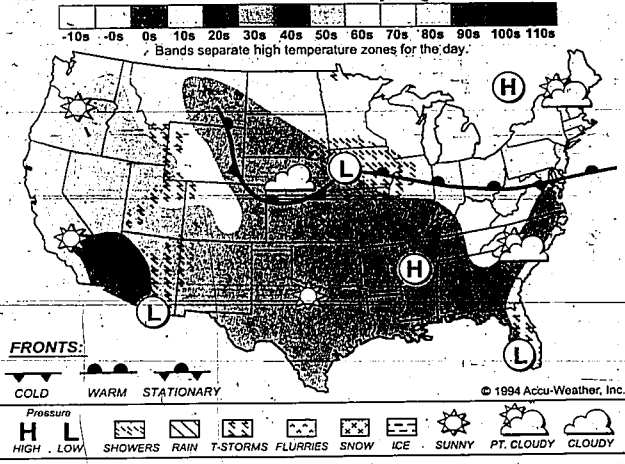 -10s -0s 0s 10s 20s 30s 40s 50s 60s 70s 80s 90s 100s 110s
Bands separate high temperature zones for the day.
H
L
H
L
L
FRONTS:
COLD WARM STATIONARY
© 1994 Accu-Weather, Inc.
Pressure
H L
HIGH LOW SHOWERS RAIN T-STORMS FLURRIES SNOW ICE SUNNY PT. CLOUDY CLOUDY